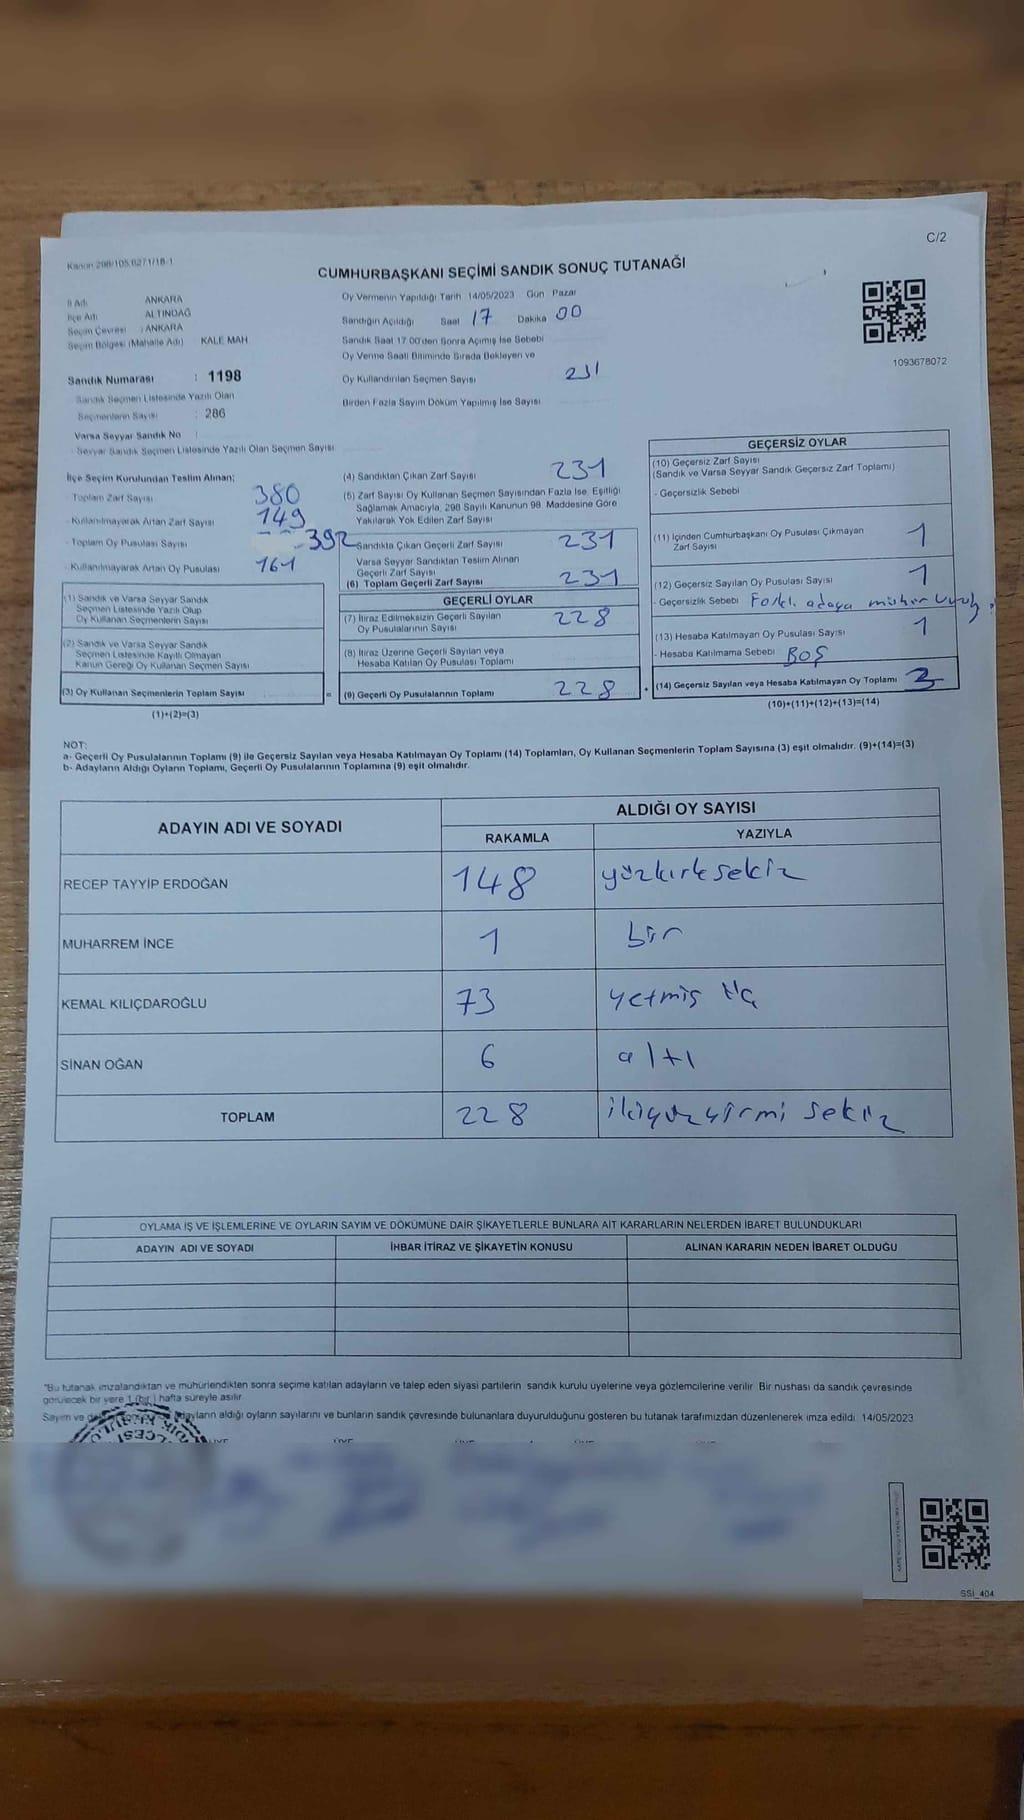 C/2
Kanun 298/105,6271/18-1
CUMHURBAŞKANI SEÇİMİ SANDIK SONUÇ TUTANAĞI
İl Adı ANKARA
İlçe Adı ALTINDAĞ
Seçim Çevresi : ANKARA
Seçim Bölgesi (Mahalle Adı) KALE MAH.
Sandık Numarası : 1198
Sandık Seçmen Listesinde Yazılı Olan
Seçmenlerin Sayısı : 286
Varsa Seyyar Sandık No :
- Seyyar Sandık Seçmen Listesinde Yazılı Olan Seçmen Sayısı
Oy Vermenin Yapıldığı Tarih 14/05/2023 Gün Pazar
Sandığın Açıldığı Saat 17 Dakika 00
Sandık Saat 17.00'den Sonra Açılmış İse Sebebi
Oy Verme Saati Bitiminde Sırada Bekleyen ve
Oy Kullandırılan Seçmen Sayısı 231
Birden Fazla Sayım Döküm Yapılmış İse Sayısı
1093678072
İlçe Seçim Kurulundan Teslim Alınan;
- Toplam Zarf Sayısı 380
- Kullanılmayarak Artan Zarf Sayısı 149
- Toplam Oy Pusulası Sayısı 392
- Kullanılmayarak Artan Oy Pusulası 161
(1) Sandık ve Varsa Seyyar Sandık
Seçmen Listesinde Yazılı Olup
Oy Kullanan Seçmenlerin Sayısı
(2) Sandık ve Varsa Seyyar Sandık
Seçmen Listesinde Kayıtlı Olmayan
Kanun Gereği Oy Kullanan Seçmen Sayısı
(3) Oy Kullanan Seçmenlerin Toplam Sayısı =
(1)+(2)=(3)
(4) Sandıktan Çıkan Zarf Sayısı 231
(5) Zarf Sayısı Oy Kullanan Seçmen Sayısından Fazla İse, Eşitliği
Sağlamak Amacıyla, 298 Sayılı Kanunun 98. Maddesine Göre
Yakılarak Yok Edilen Zarf Sayısı
Sandıkta Çıkan Geçerli Zarf Sayısı 231
Varsa Seyyar Sandıktan Teslim Alınan
Geçerli Zarf Sayısı
(6) Toplam Geçerli Zarf Sayısı 231
GEÇERLİ OYLAR
(7) İtiraz Edilmeksizin Geçerli Sayılan
Oy Pusulalarının Sayısı 228
(8) İtiraz Üzerine Geçerli Sayılan veya
Hesaba Katılan Oy Pusulası Toplamı
(9) Geçerli Oy Pusulalarının Toplamı 228 +
GEÇERSİZ OYLAR
(10) Geçersiz Zarf Sayısı
(Sandık ve Varsa Seyyar Sandık Geçersiz Zarf Toplamı)
- Geçersizlik Sebebi
(11) İçinden Cumhurbaşkanı Oy Pusulası Çıkmayan
Zarf Sayısı 1
(12) Geçersiz Sayılan Oy Pusulası Sayısı 1
- Geçersizlik Sebebi Farklı adaya mühür
(13) Hesaba Katılmayan Oy Pusulası Sayısı 1
- Hesaba Katılmama Sebebi BOŞ
(14) Geçersiz Sayılan veya Hesaba Katılmayan Oy Toplamı 3
(10)+(11)+(12)+(13)=(14)
NOT:
a- Geçerli Oy Pusulalarının Toplamı (9) ile Geçersiz Sayılan veya Hesaba Katılmayan Oy Toplamı (14) Toplamları, Oy Kullanan Seçmenlerin Toplam Sayısına (3) eşit olmalıdır. (9)+(14)=(3)
b- Adayların Aldığı Oyların Toplamı, Geçerli Oy Pusulalarının Toplamına (9) eşit olmalıdır.
ADAYIN ADI VE SOYADI ALDIĞI OY SAYISI
RAKAMLA YAZIYLA
RECEP TAYYİP ERDOĞAN 148 yüzkırksekiz
MUHARREM İNCE 1 bir
KEMAL KILIÇDAROĞLU 73 yetmiş üç
SİNAN OĞAN 6 altı
TOPLAM 228 ikiyüzyirmi sekiz
OYLAMA İŞ VE İŞLEMLERİNE VE OYLARIN SAYIM VE DÖKÜMÜNE DAİR ŞİKAYETLERLE BUNLARA AİT KARARLARIN NELERDEN İBARET BULUNDUKLARI
ADAYIN ADI VE SOYADI İHBAR İTİRAZ VE ŞİKAYETİN KONUSU ALINAN KARARIN NEDEN İBARET OLDUĞU
"Bu tutanak imzalandıktan ve mühürlendikten sonra seçime katılan adayların ve talep eden siyasi partilerin sandık kurulu üyelerine veya gözlemcilerine verilir. Bir nüshası da sandık çevresinde
görülecek bir yere 1 (bir ) hafta süreyle asılır.
Sayım ve adayların aldığı oyların sayılarını ve bunların sandık çevresinde bulunanlara duyurulduğunu gösteren bu tutanak tarafımızdan düzenlenerek imza edildi. 14/05/2023
SSİ_404